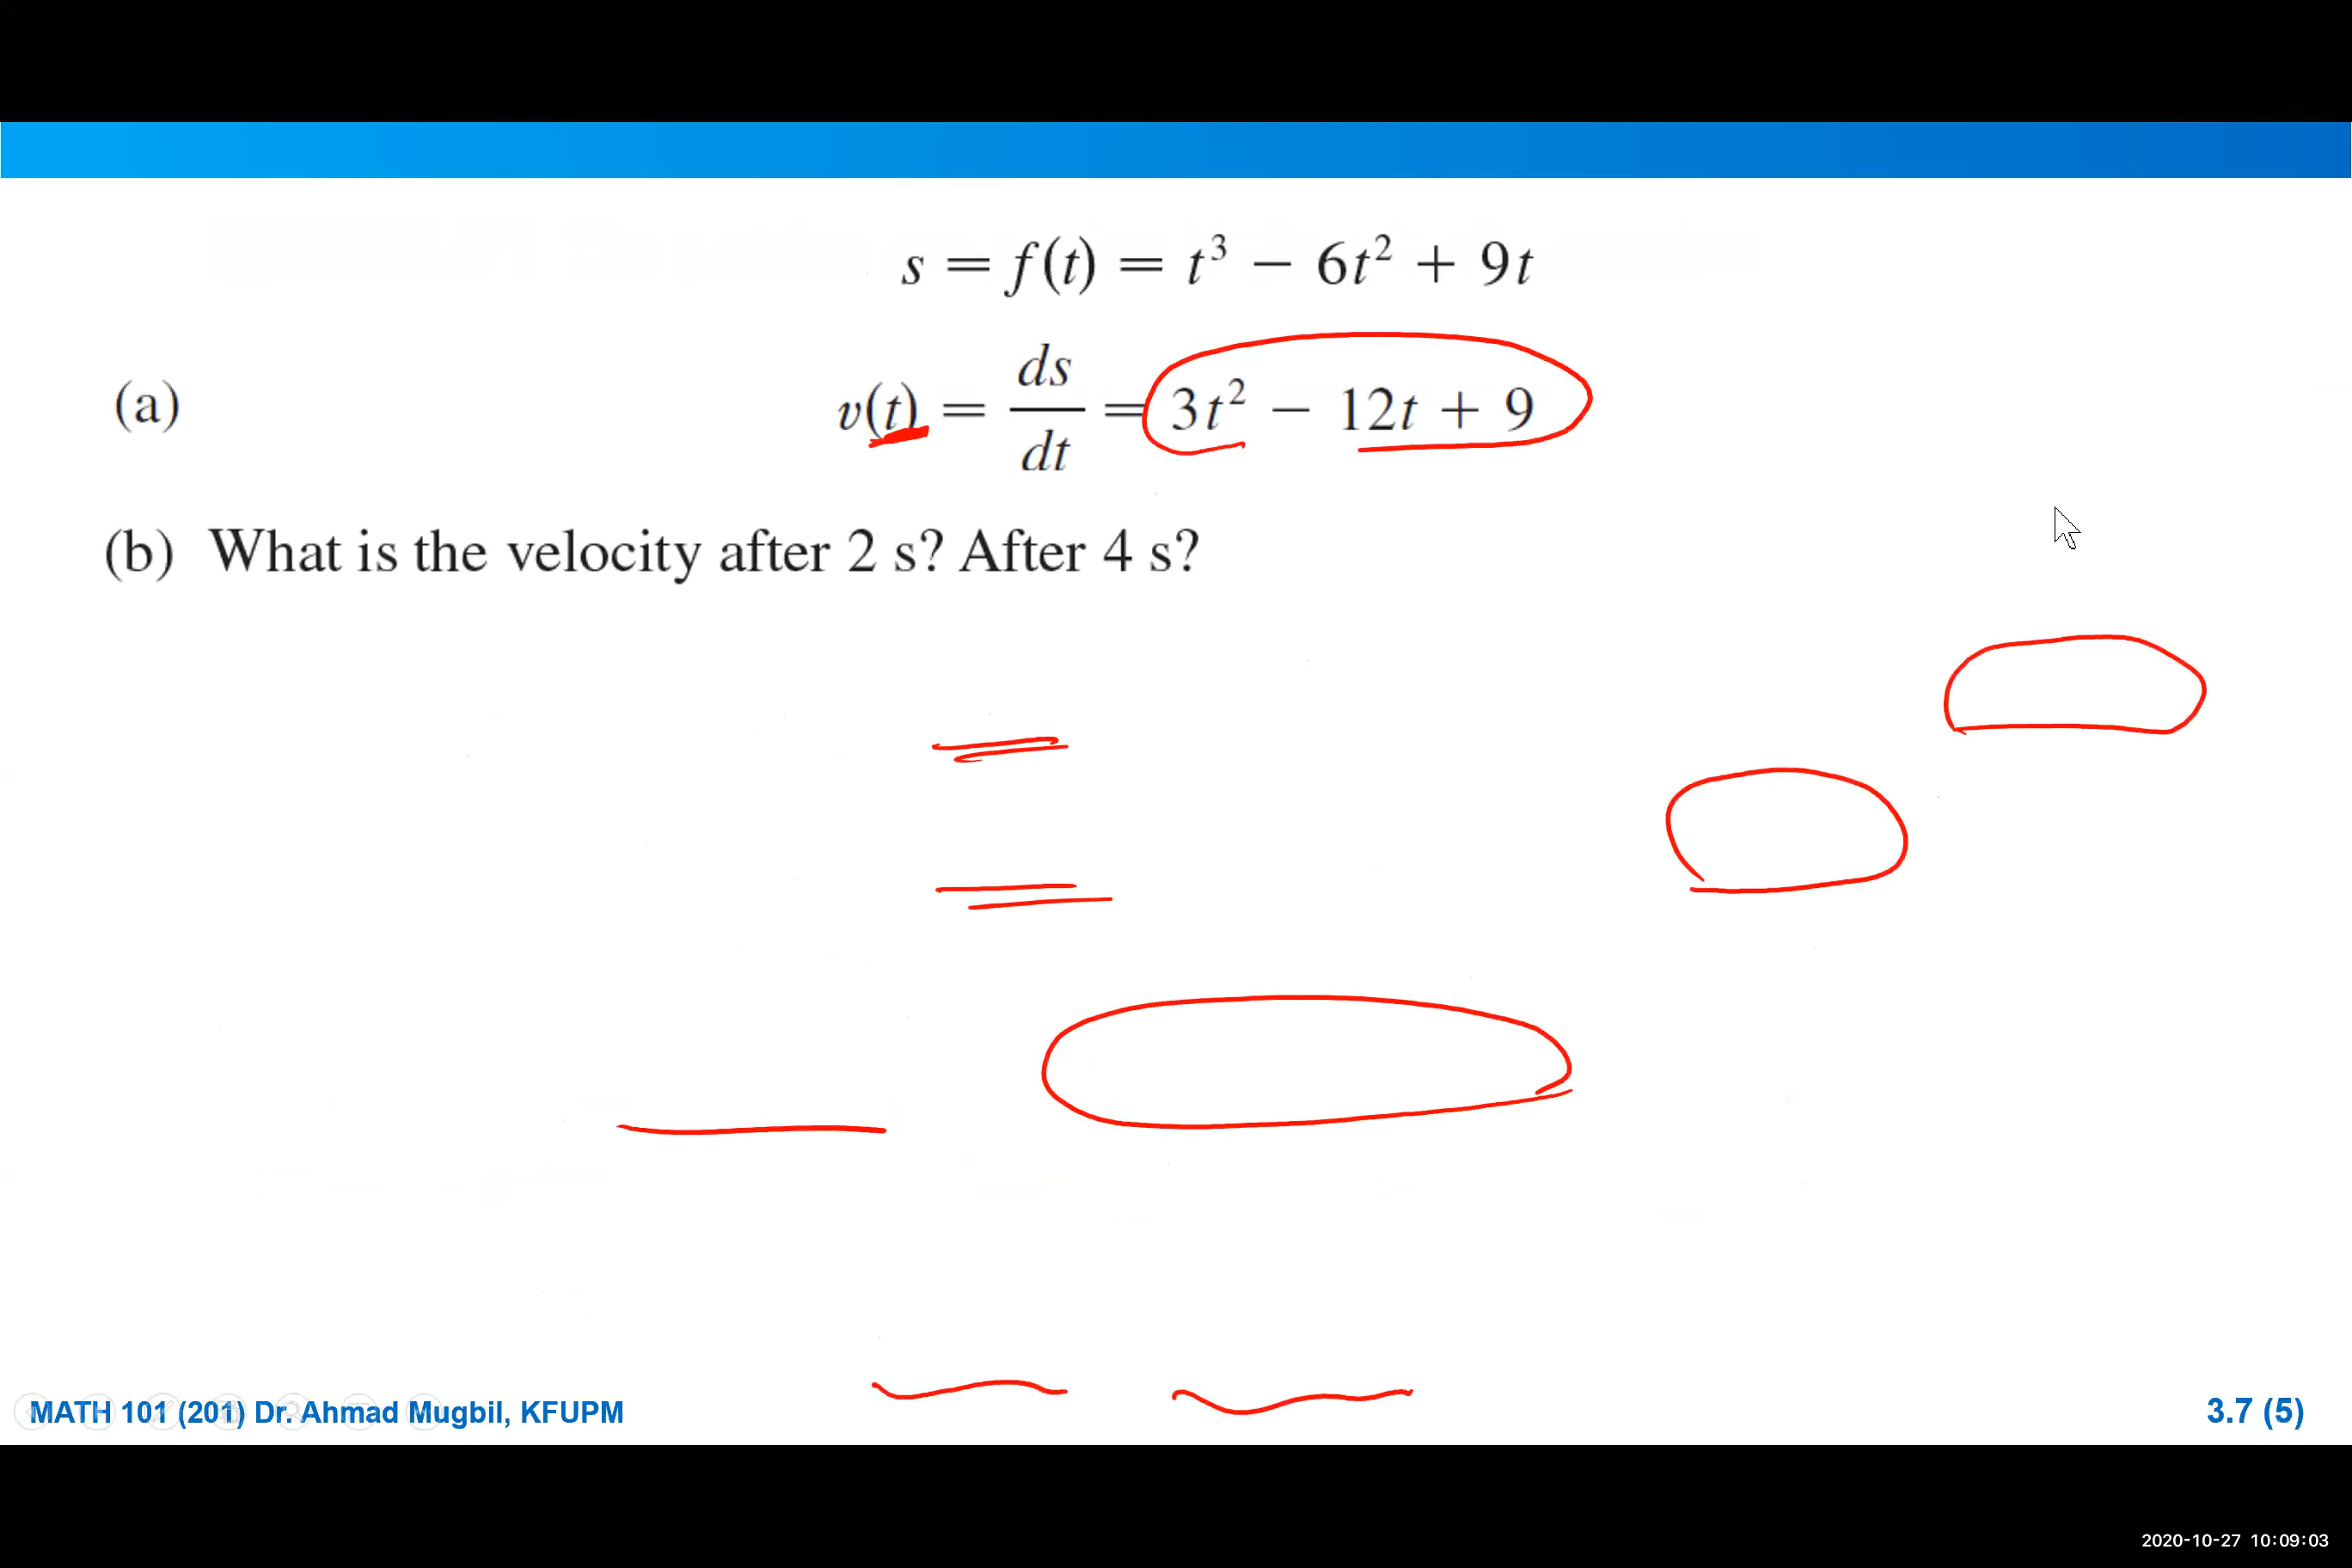 s = f(t) = t³ − 6t² + 9t
(a) v(t) = ds/dt = 3t² − 12t + 9
(b) What is the velocity after 2 s? After 4 s?
MATH 101 (201) Dr. Ahmad Mugbil, KFUPM 3.7 (5)
2020-10-27 10:09:03